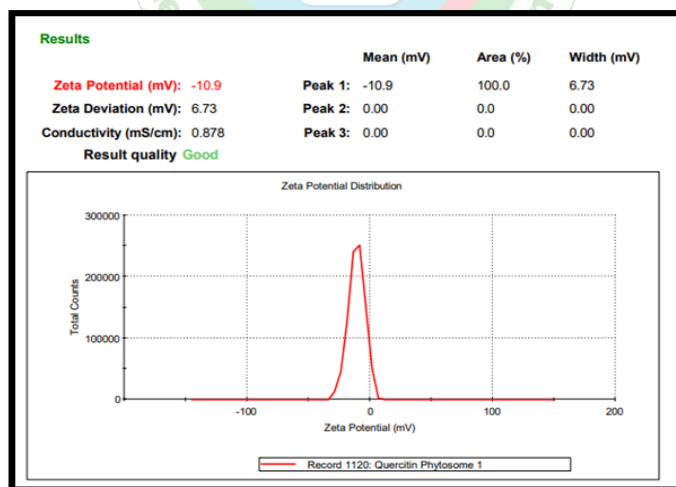 Results
Mean (mV) Area (%) Width (mV)
Zeta Potential (mV): -10.9 Peak 1: -10.9 100.0 6.73
Zeta Deviation (mV): 6.73 Peak 2: 0.00 0.0 0.00
Conductivity (mS/cm): 0.878 Peak 3: 0.00 0.0 0.00
Result quality Good
Zeta Potential Distribution
300000
200000
100000
0
Total Counts
-100 0 100 200
Zeta Potential (mV)
Record 1120: Quercitin Phytosome 1